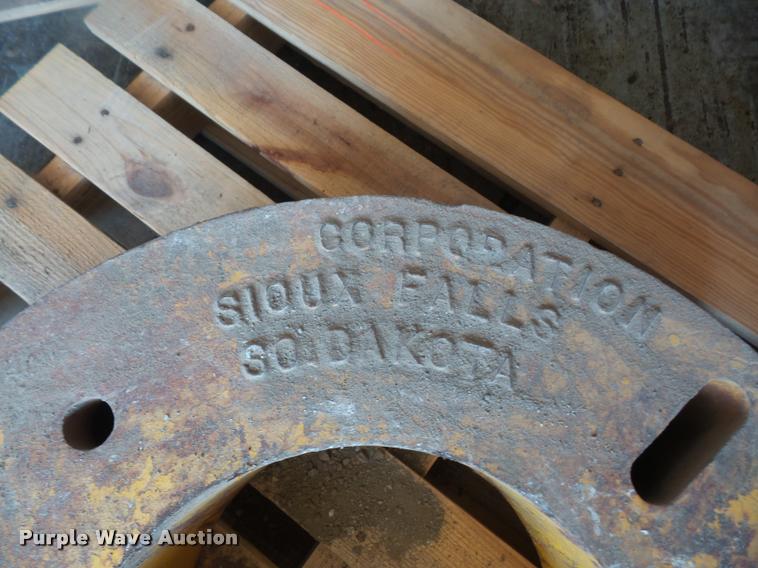 CORPORATION
SIOUX FALLS
SO. DAKOTA
Purple Wave Auction